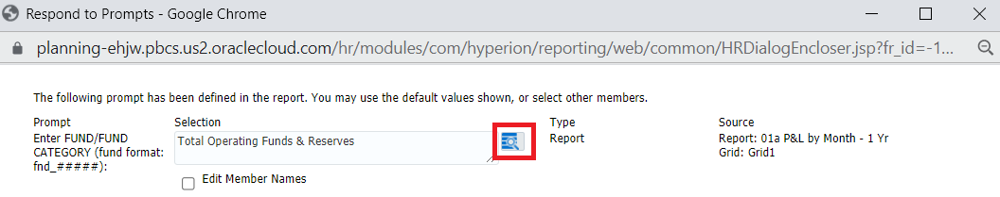 Respond to Prompts - Google Chrome
planning-ehjw.pbcs.us2.oraclecloud.com/hr/modules/com/hyperion/reporting/web/common/HRDialogEncloser.jsp?fr_id=-1...
The following prompt has been defined in the report. You may use the default values shown, or select other members.
Prompt Selection Type Source
Enter FUND/FUND Total Operating Funds & Reserves Report Report: 01a P&L by Month - 1 Yr
CATEGORY (fund format: Grid: Grid1
fnd_#####):
Edit Member Names